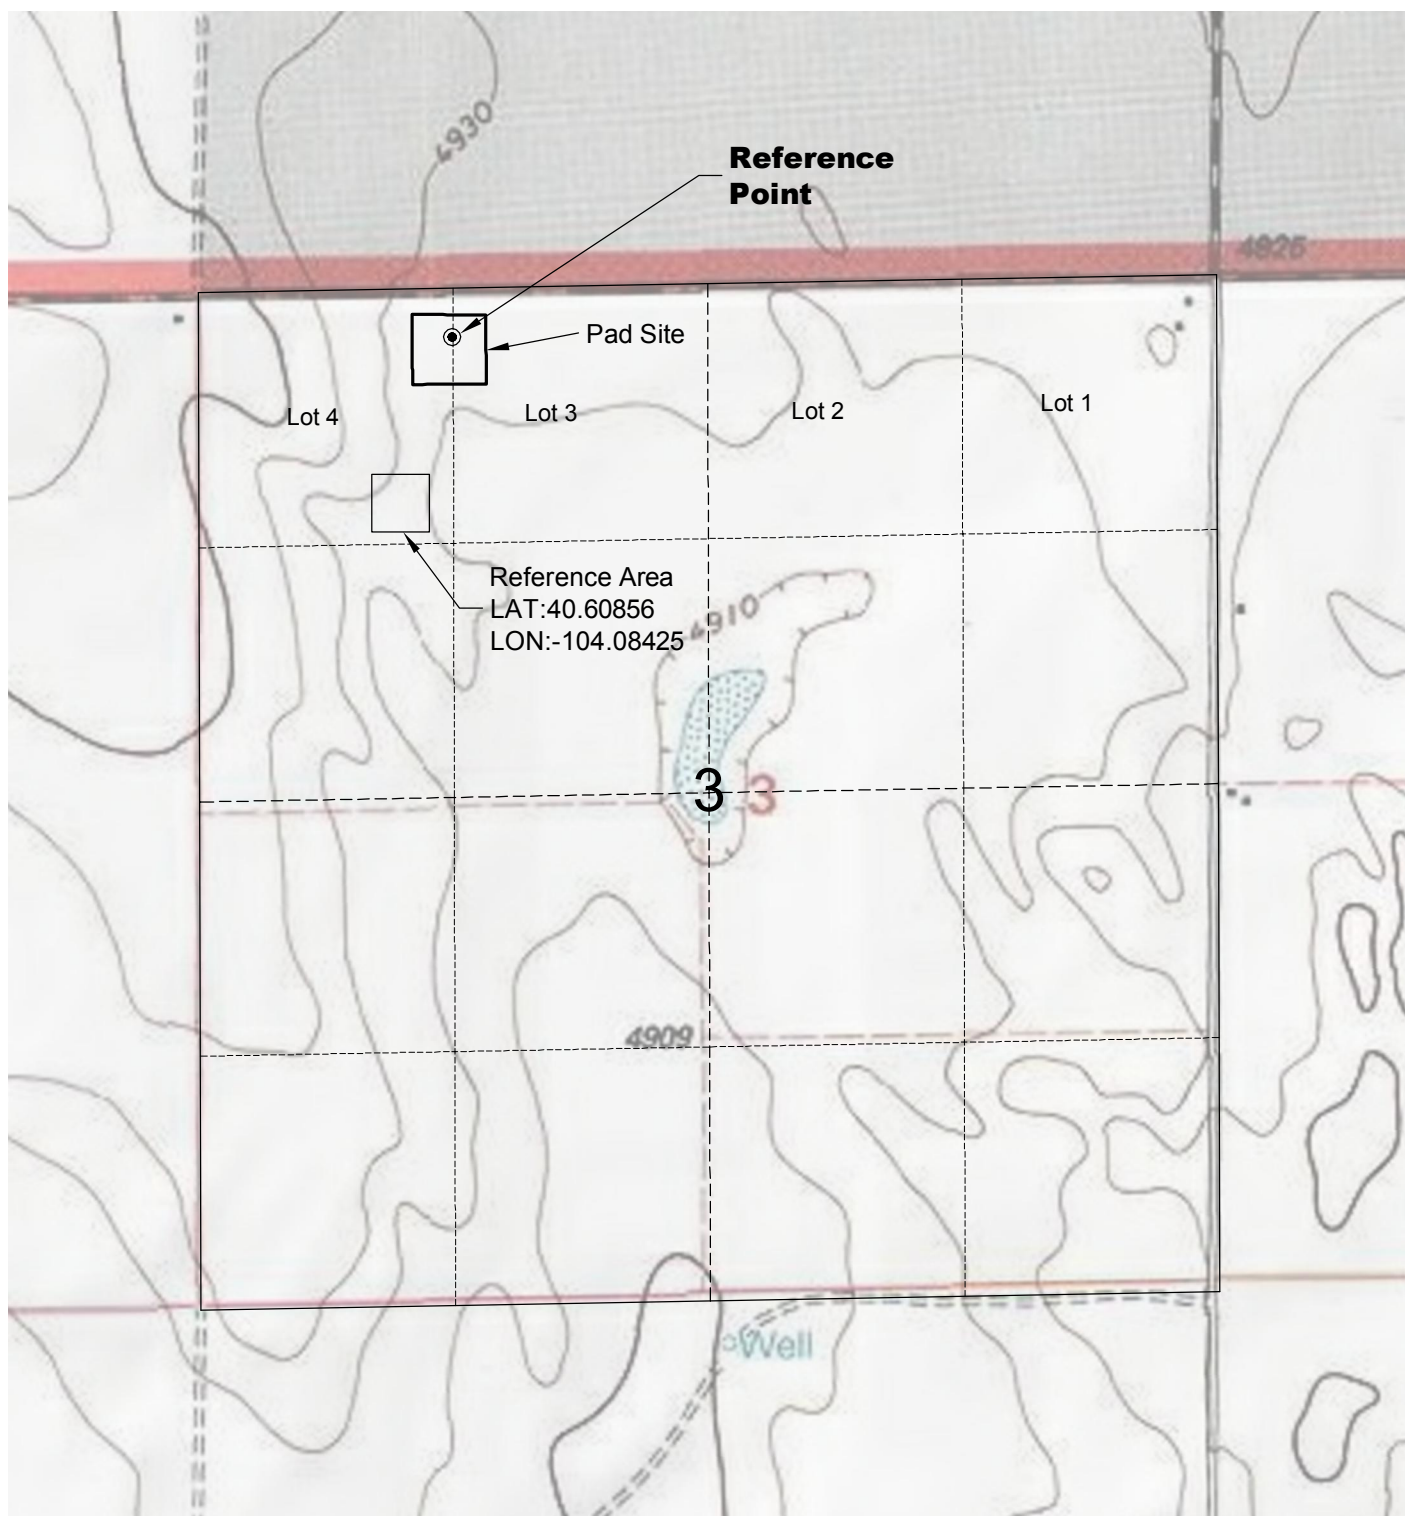 4930
Reference
Point
4925
Pad Site
Lot 4
Lot 3
Lot 2
Lot 1
Reference Area
LAT:40.60856
LON:-104.08425
4910
3
3
4909
Well